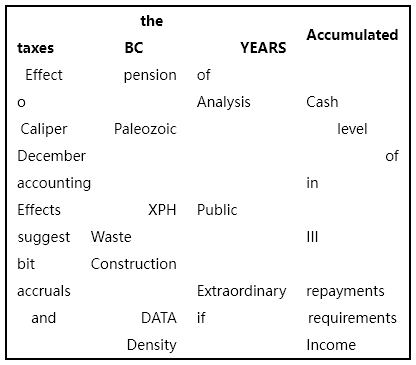 taxes the BC YEARS Accumulated
Effect pension of
o Analysis Cash
Caliper Paleozoic level
December of
accounting in
Effects XPH Public
suggest Waste III
bit Construction
accruals Extraordinary repayments
and DATA if requirements
Density Income